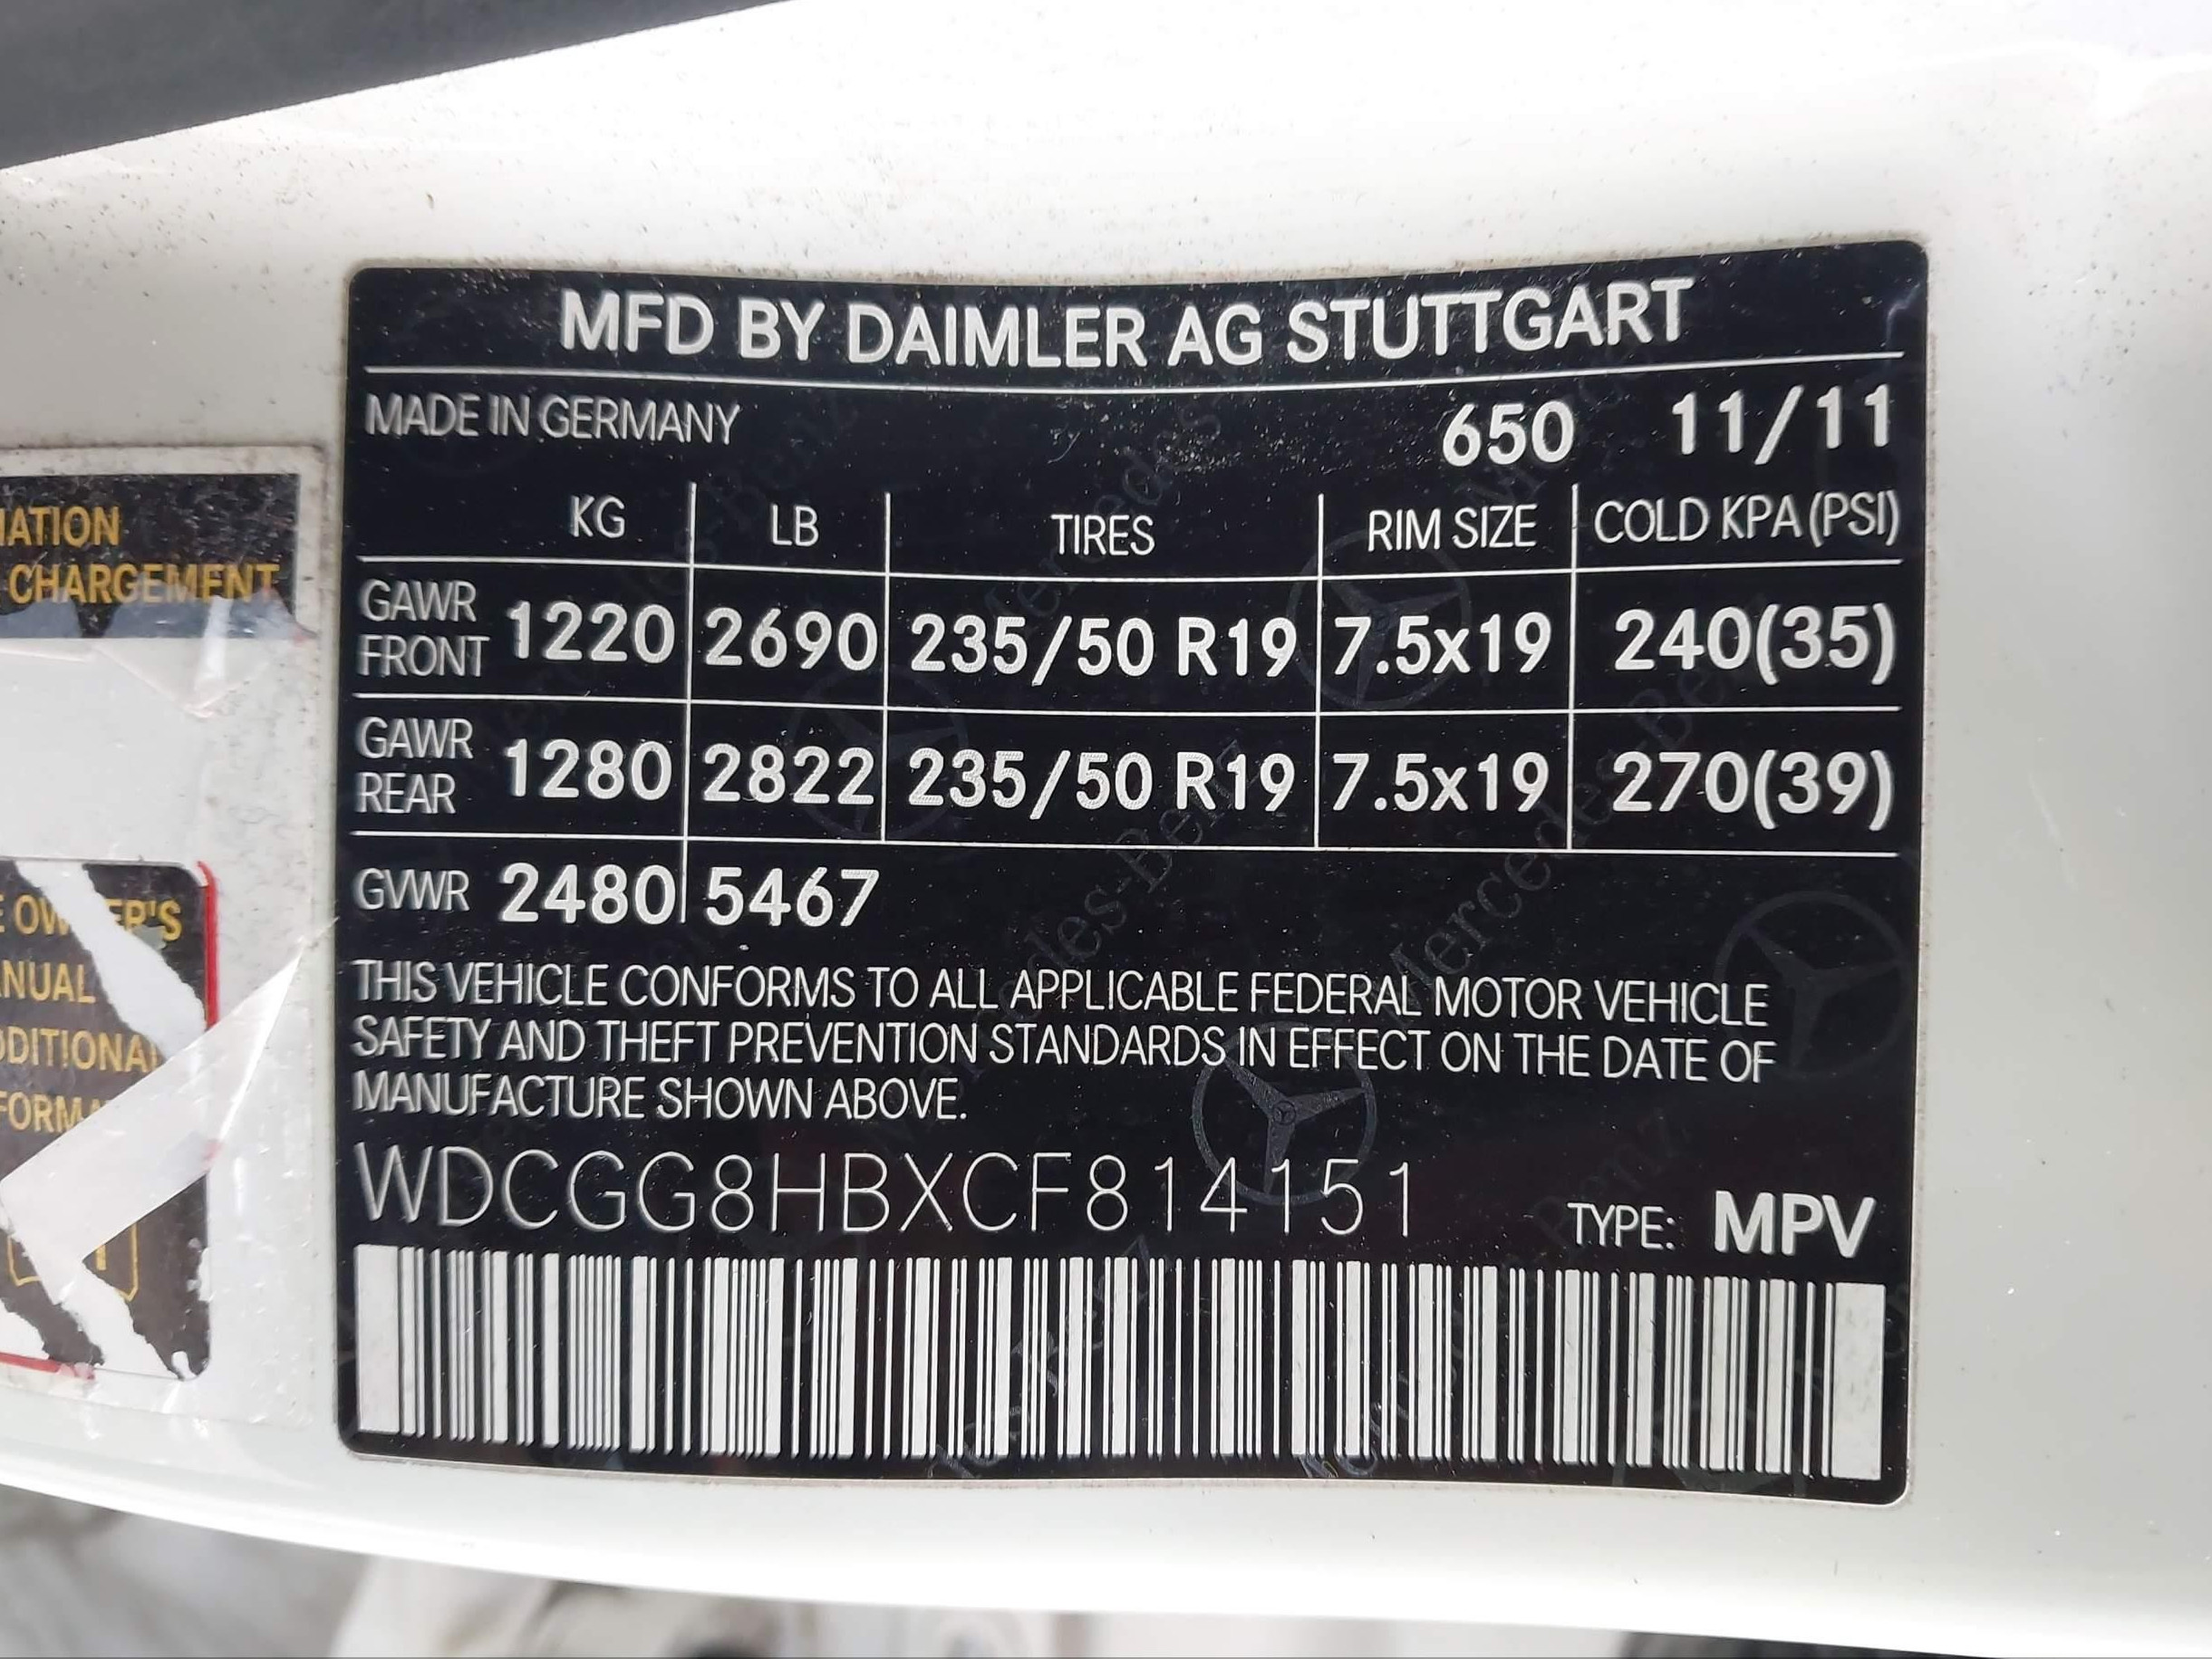 MFD BY DAIMLER AG STUTTGART
MADE IN GERMANY 650 11/11
KG LB TIRES RIM SIZE COLD KPA (PSI)
GAWR FRONT 1220 2690 235/50 R19 7.5x19 240(35)
GAWR REAR 1280 2822 235/50 R19 7.5x19 270(39)
GVWR 2480 5467
THIS VEHICLE CONFORMS TO ALL APPLICABLE FEDERAL MOTOR VEHICLE
SAFETY AND THEFT PREVENTION STANDARDS IN EFFECT ON THE DATE OF
MANUFACTURE SHOWN ABOVE.
WDCGG8HBXCF814151 TYPE: MPV
CHARGEMENT